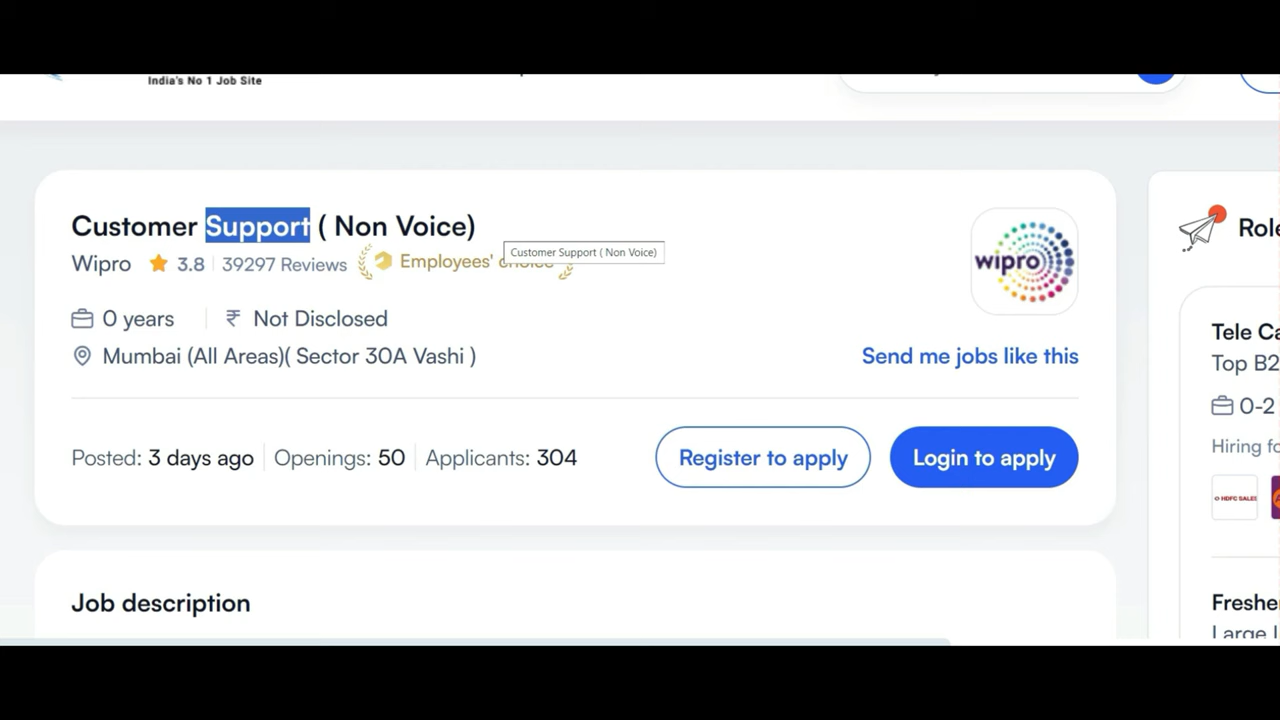 India's No 1 Job Site
Customer Support ( Non Voice)
Wipro 3.8 39297 Reviews Employees'
Customer Support ( Non Voice)
wipro
0 years ₹ Not Disclosed
Mumbai (All Areas)( Sector 30A Vashi )
Send me jobs like this
Posted: 3 days ago Openings: 50 Applicants: 304
Register to apply
Login to apply
Job description
Role
Tele Ca
Top B2
0-2
Hiring fo
HDFC SALES
Freshe
Large I